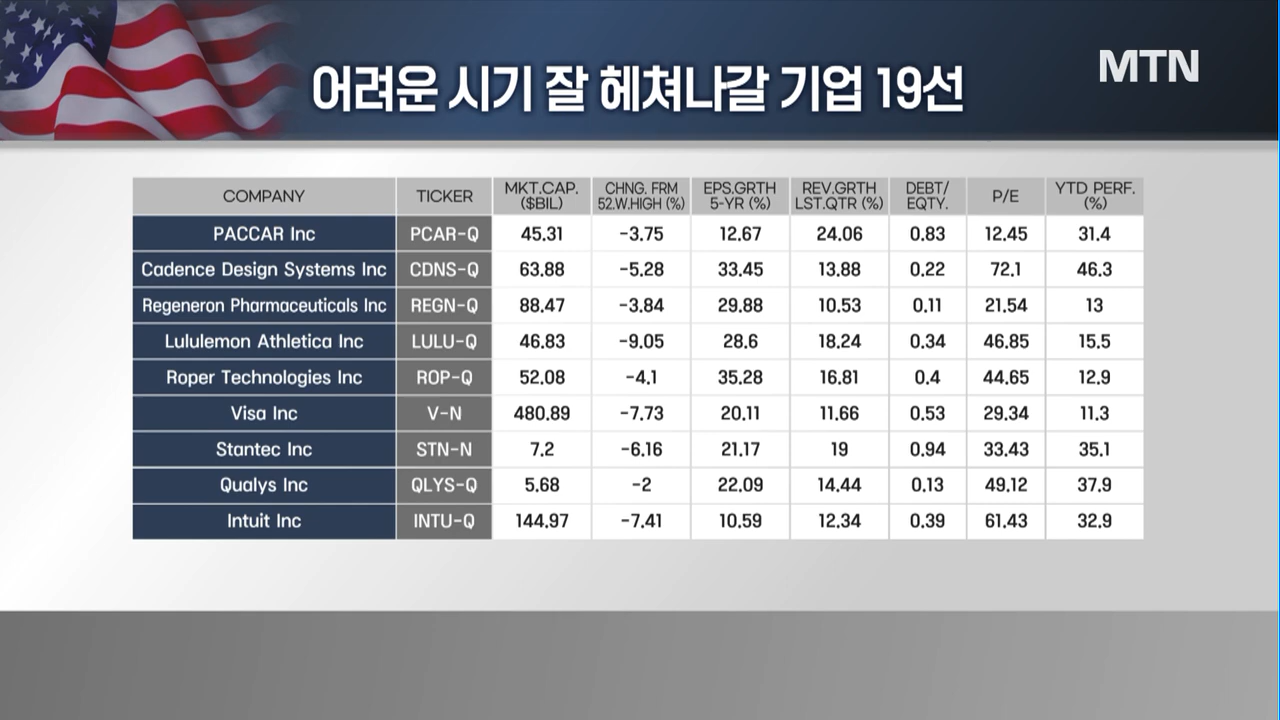 어려운 시기 잘 헤쳐나갈 기업 19선
MTN
COMPANY TICKER MKT.CAP. ($BIL) CHNG. FRM 52.W.HIGH (%) EPS.GRTH 5-YR (%) REV.GRTH LST.QTR (%) DEBT/ EQTY. P/E YTD PERF. (%)
PACCAR Inc PCAR-Q 45.31 -3.75 12.67 24.06 0.83 12.45 31.4
Cadence Design Systems Inc CDNS-Q 63.88 -5.28 33.45 13.88 0.22 72.1 46.3
Regeneron Pharmaceuticals Inc REGN-Q 88.47 -3.84 29.88 10.53 0.11 21.54 13
Lululemon Athletica Inc LULU-Q 46.83 -9.05 28.6 18.24 0.34 46.85 15.5
Roper Technologies Inc ROP-Q 52.08 -4.1 35.28 16.81 0.4 44.65 12.9
Visa Inc V-N 480.89 -7.73 20.11 11.66 0.53 29.34 11.3
Stantec Inc STN-N 7.2 -6.16 21.17 19 0.94 33.43 35.1
Qualys Inc QLYS-Q 5.68 -2 22.09 14.44 0.13 49.12 37.9
Intuit Inc INTU-Q 144.97 -7.41 10.59 12.34 0.39 61.43 32.9